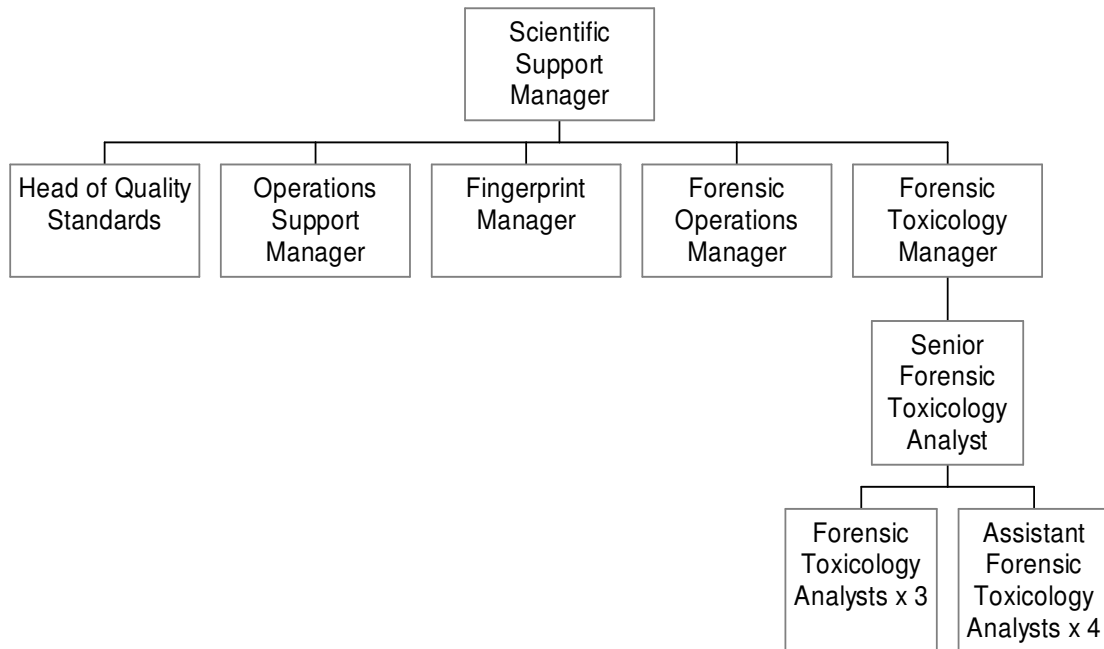 Scientific
Support
Manager
Head of Quality
Standards
Operations
Support
Manager
Fingerprint
Manager
Forensic
Operations
Manager
Forensic
Toxicology
Manager
Senior
Forensic
Toxicology
Analyst
Forensic
Toxicology
Analysts x 3
Assistant
Forensic
Toxicology
Analysts x 4